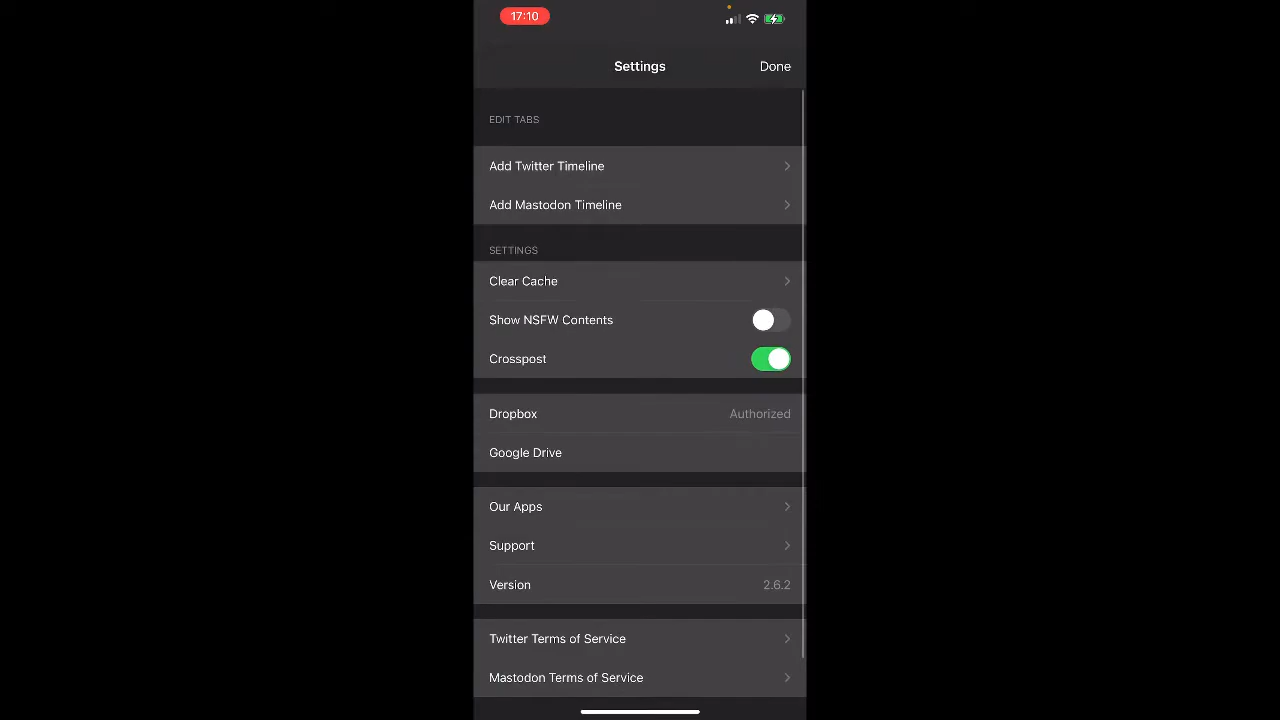 17:10
Settings
Done
EDIT TABS
Add Twitter Timeline
Add Mastodon Timeline
SETTINGS
Clear Cache
Show NSFW Contents
Crosspost
Dropbox Authorized
Google Drive
Our Apps
Support
Version 2.6.2
Twitter Terms of Service
Mastodon Terms of Service